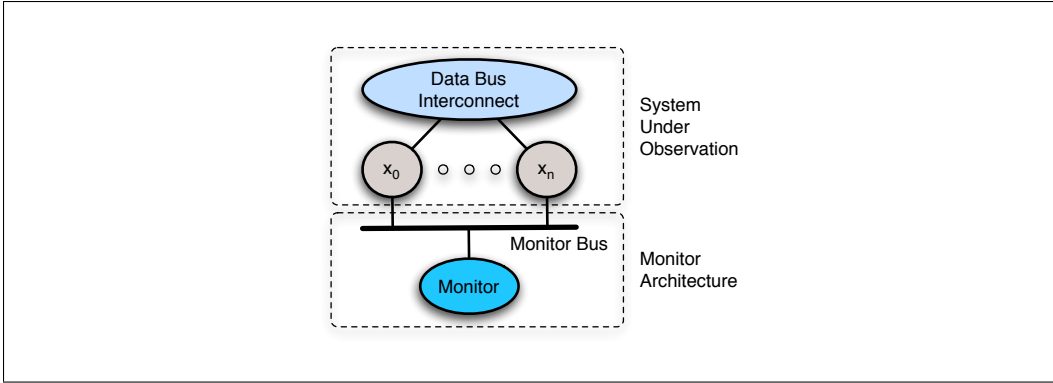 Data Bus
Interconnect
System
Under
Observation
x0
xn
Monitor Bus
Monitor
Monitor
Architecture